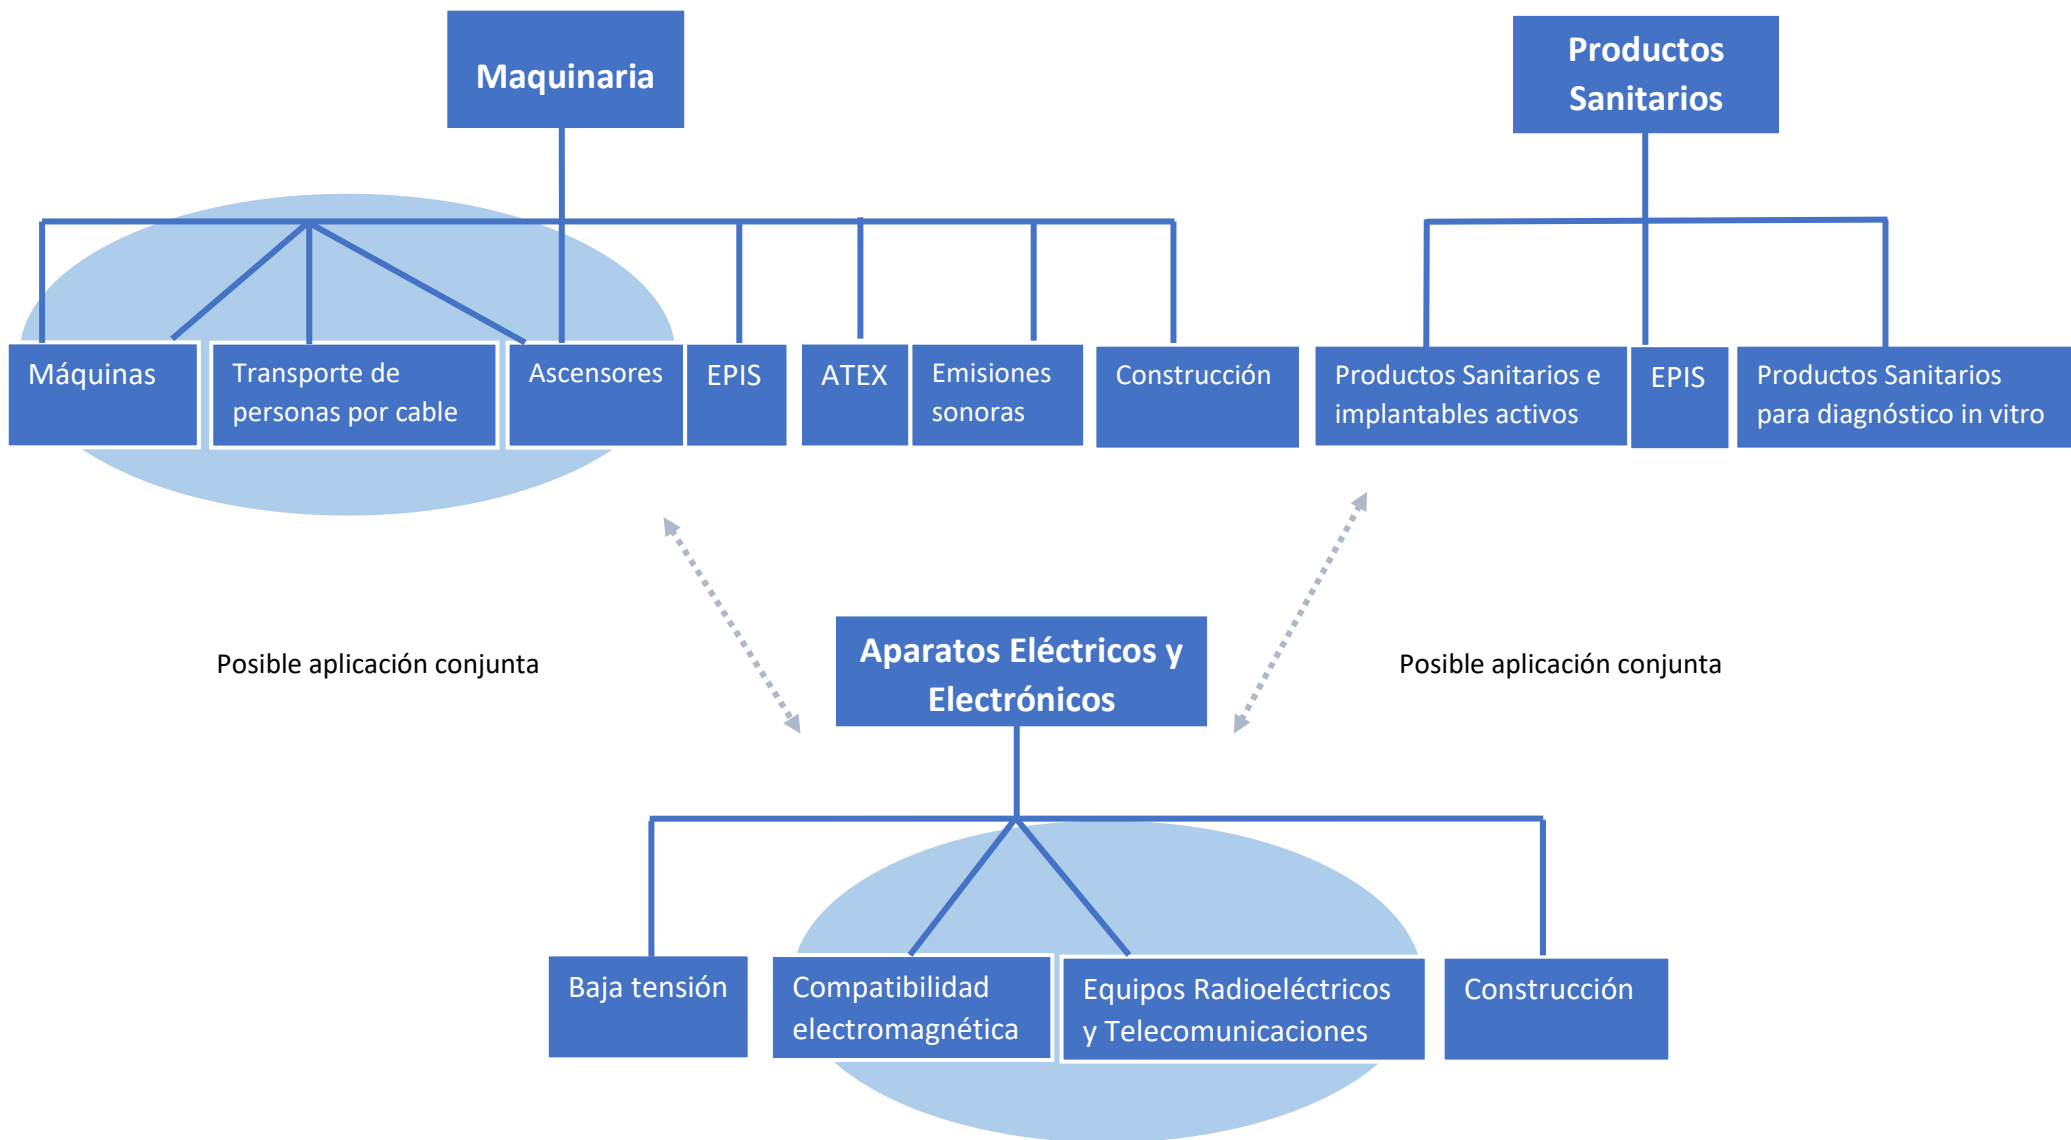 Maquinaria
Productos
Sanitarios
Máquinas
Transporte de
personas por cable
Ascensores
EPIS
ATEX
Emisiones
sonoras
Construcción
Productos Sanitarios e
implantables activos
EPIS
Productos Sanitarios
para diagnóstico in vitro
Posible aplicación conjunta
Aparatos Eléctricos y
Electrónicos
Posible aplicación conjunta
Baja tensión
Compatibilidad
electromagnética
Equipos Radioeléctricos
y Telecomunicaciones
Construcción